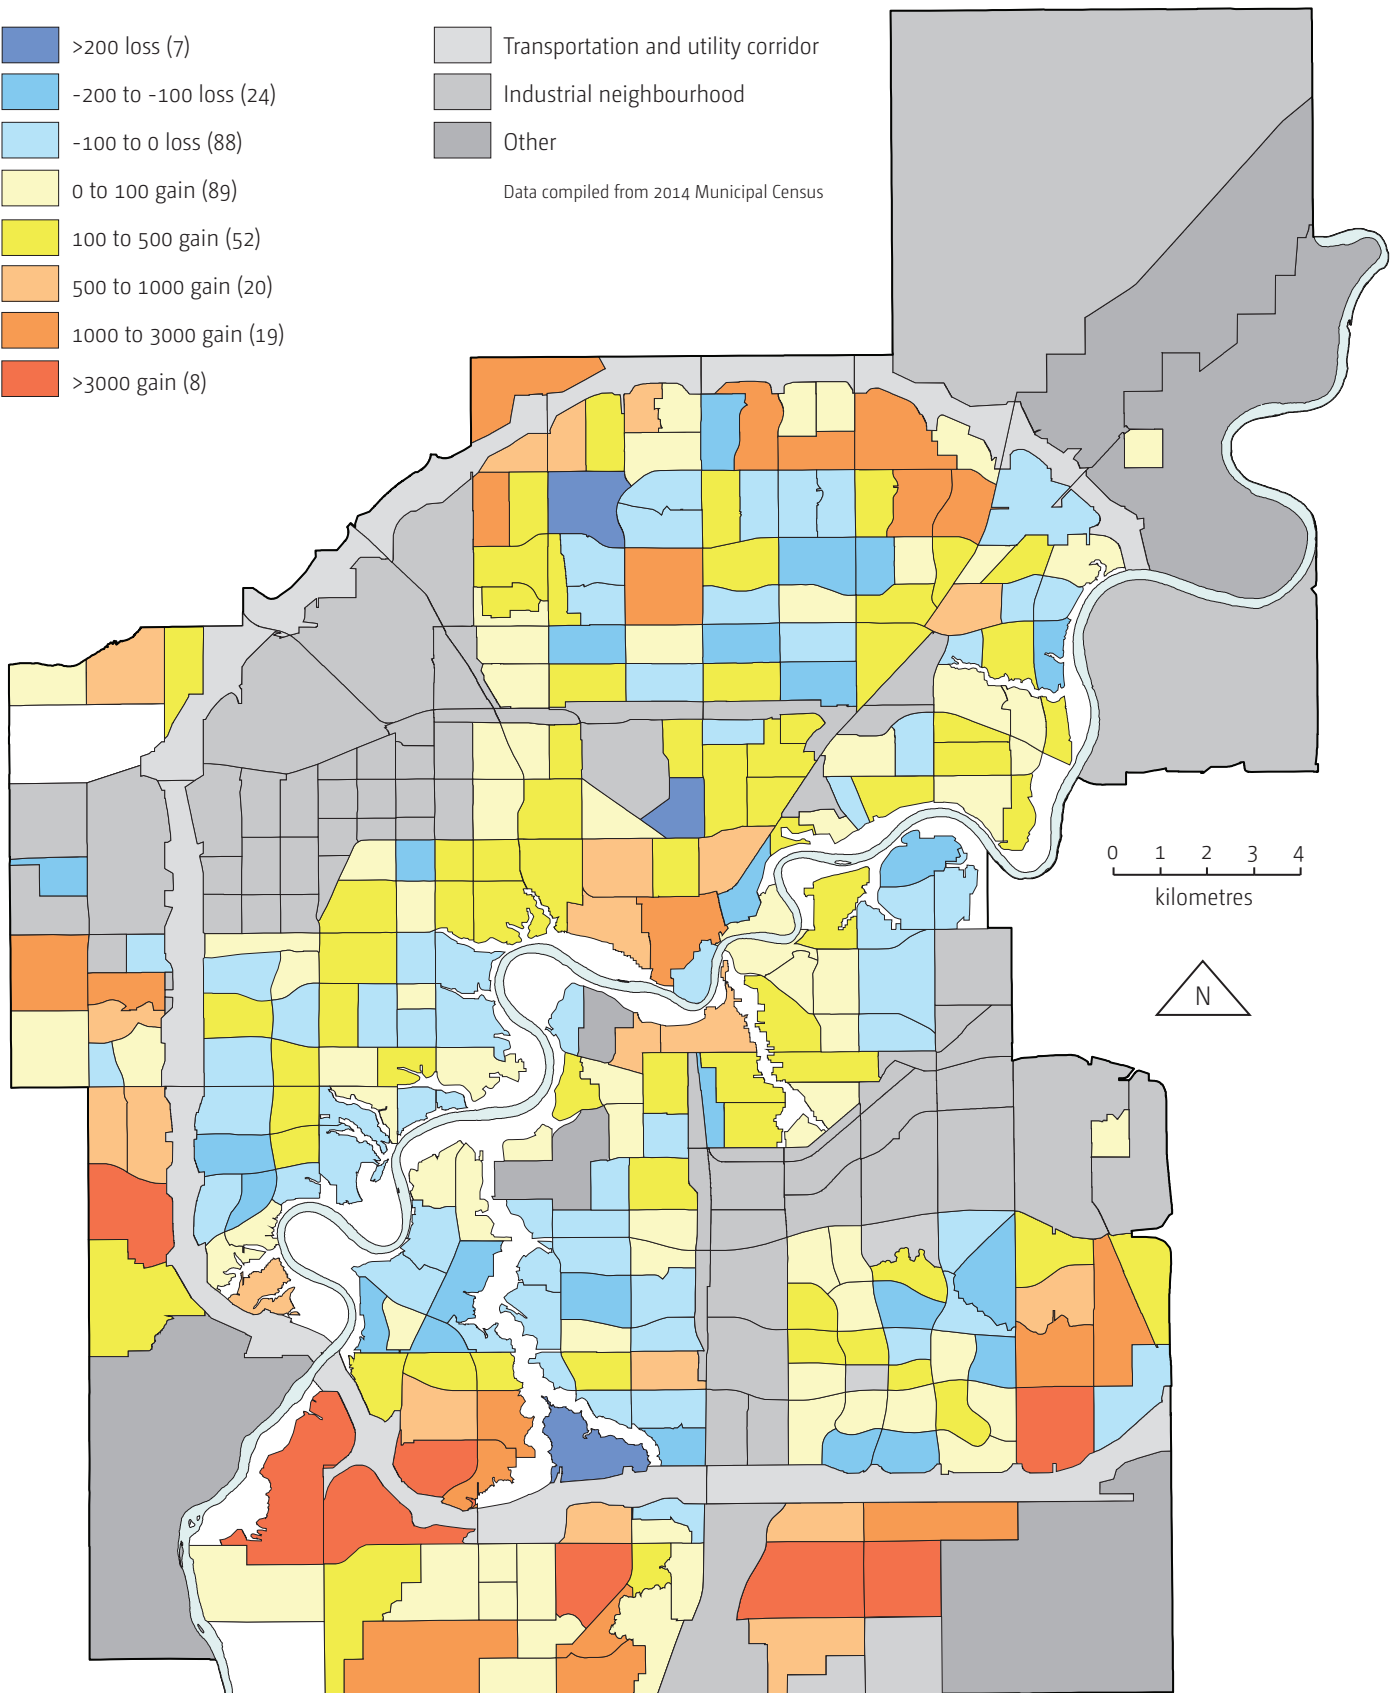 >200 loss (7)
-200 to -100 loss (24)
-100 to 0 loss (88)
0 to 100 gain (89)
100 to 500 gain (52)
500 to 1000 gain (20)
1000 to 3000 gain (19)
>3000 gain (8)
Transportation and utility corridor
Industrial neighbourhood
Other
Data compiled from 2014 Municipal Census
0 1 2 3 4
kilometres
N